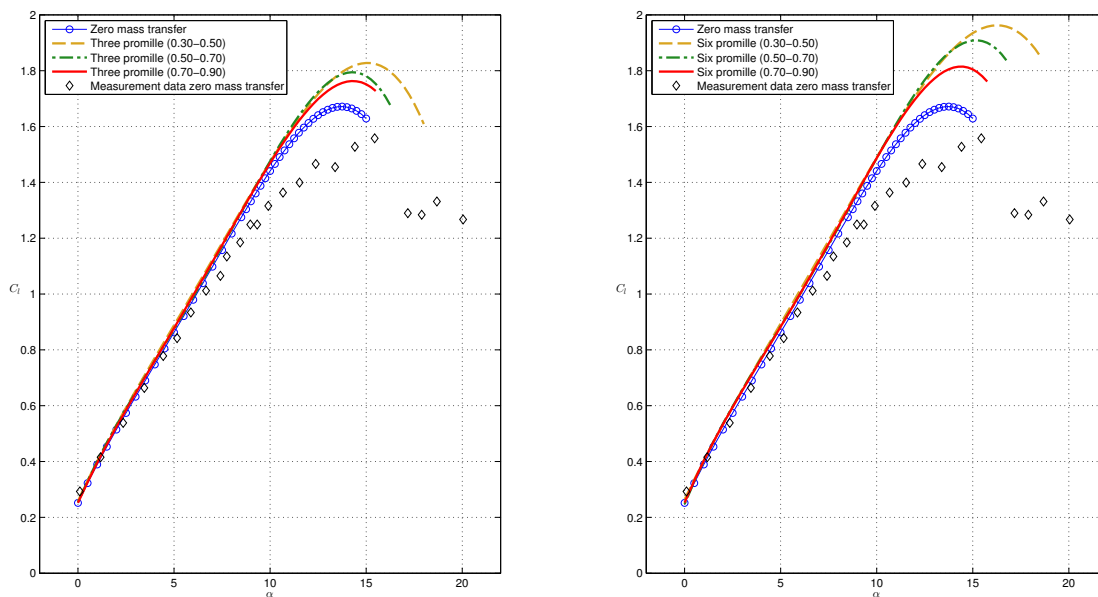 Zero mass transfer
Three promille (0.30−0.50)
Three promille (0.50−0.70)
Three promille (0.70−0.90)
Measurement data zero mass transfer
2
1.8
1.6
1.4
1.2
1
0.8
0.6
0.4
0.2
0
C_l
0 5 10 15 20
α
Zero mass transfer
Six promille (0.30−0.50)
Six promille (0.50−0.70)
Six promille (0.70−0.90)
Measurement data zero mass transfer
2
1.8
1.6
1.4
1.2
1
0.8
0.6
0.4
0.2
0
C_l
0 5 10 15 20
α